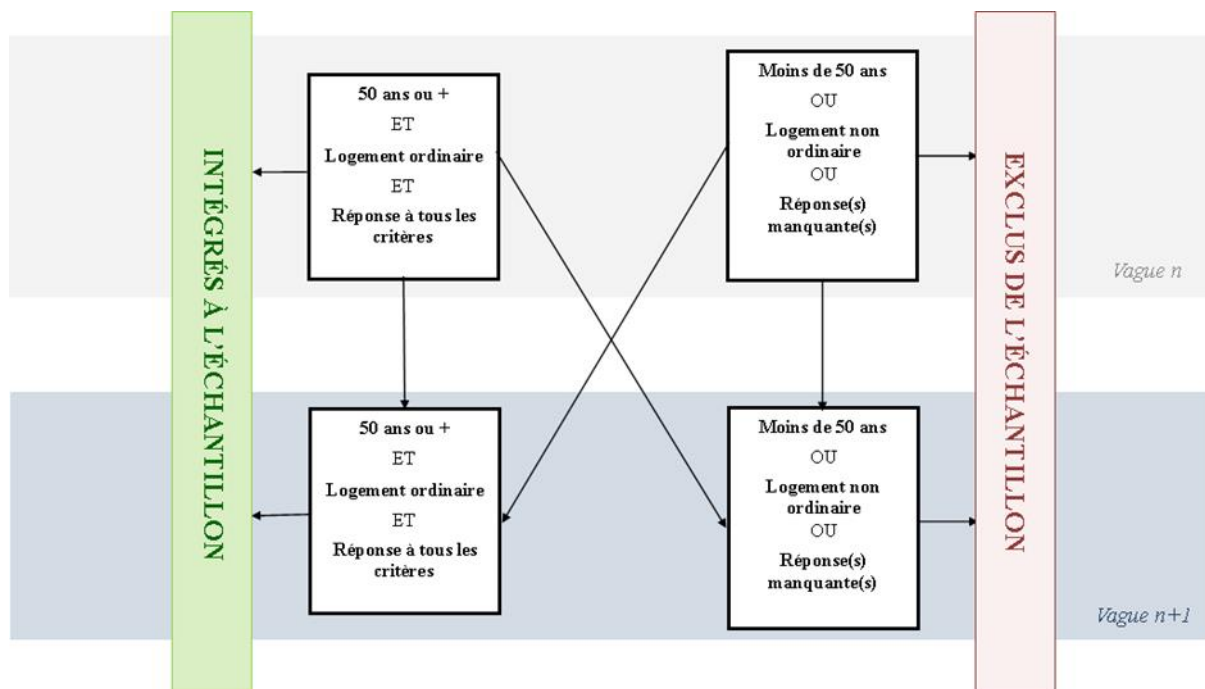 INTÉGRÉS À L'ÉCHANTILLON
50 ans ou +
ET
Logement ordinaire
ET
Réponse à tous les
critères
Moins de 50 ans
OU
Logement non
ordinaire
OU
Réponse(s)
manquante(s)
EXCLUS DE L'ÉCHANTILLON
Vague n
50 ans ou +
ET
Logement ordinaire
ET
Réponse à tous les
critères
Moins de 50 ans
OU
Logement non
ordinaire
OU
Réponse(s)
manquante(s)
Vague n+1